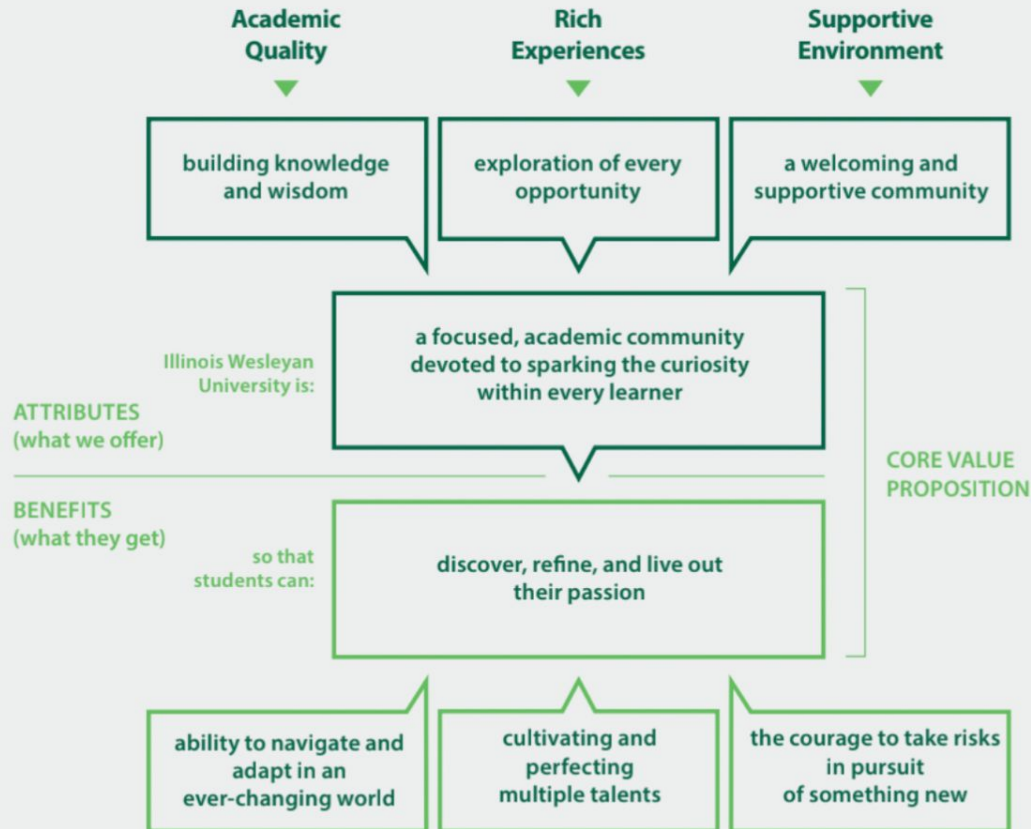 Academic
Quality
Rich
Experiences
Supportive
Environment
building knowledge
and wisdom
exploration of every
opportunity
a welcoming and
supportive community
Illinois Wesleyan
University is:
a focused, academic community
devoted to sparking the curiosity
within every learner
ATTRIBUTES
(what we offer)
CORE VALUE
PROPOSITION
BENEFITS
(what they get)
so that
students can:
discover, refine, and live out
their passion
ability to navigate and
adapt in an
ever-changing world
cultivating and
perfecting
multiple talents
the courage to take risks
in pursuit
of something new